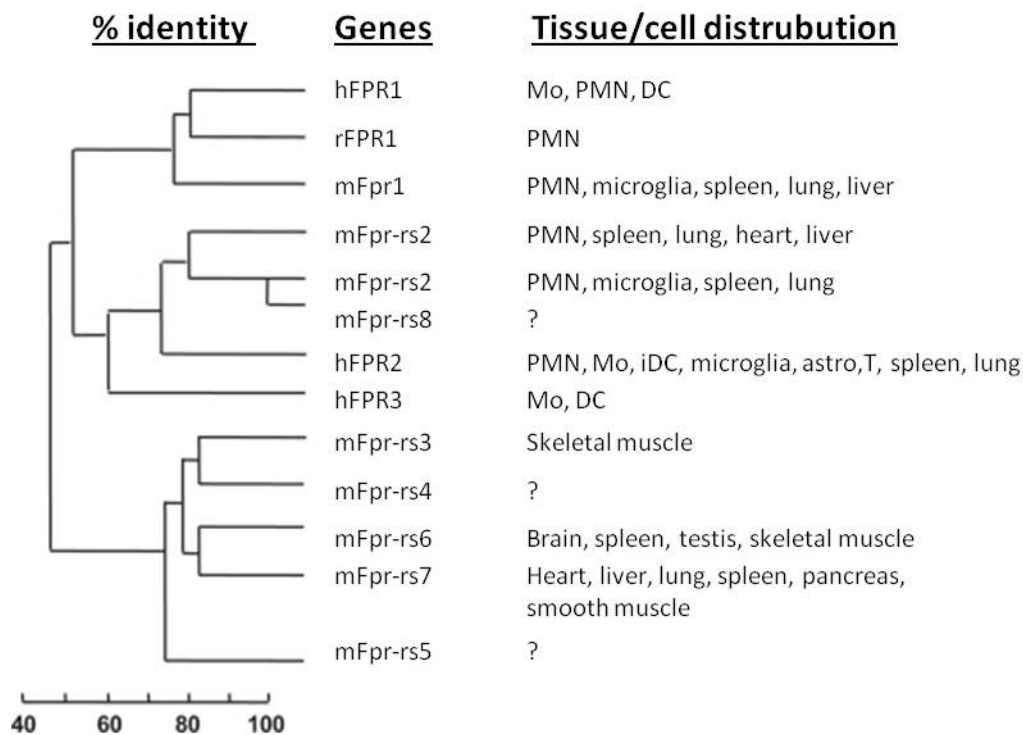 % identity Genes Tissue/cell distrubution
hFPR1 Mo, PMN, DC
rFPR1 PMN
mFpr1 PMN, microglia, spleen, lung, liver
mFpr-rs2 PMN, spleen, lung, heart, liver
mFpr-rs2 PMN, microglia, spleen, lung
mFpr-rs8 ?
hFPR2 PMN, Mo, iDC, microglia, astro,T, spleen, lung
hFPR3 Mo, DC
mFpr-rs3 Skeletal muscle
mFpr-rs4 ?
mFpr-rs6 Brain, spleen, testis, skeletal muscle
mFpr-rs7 Heart, liver, lung, spleen, pancreas,
smooth muscle
mFpr-rs5 ?
40 60 80 100